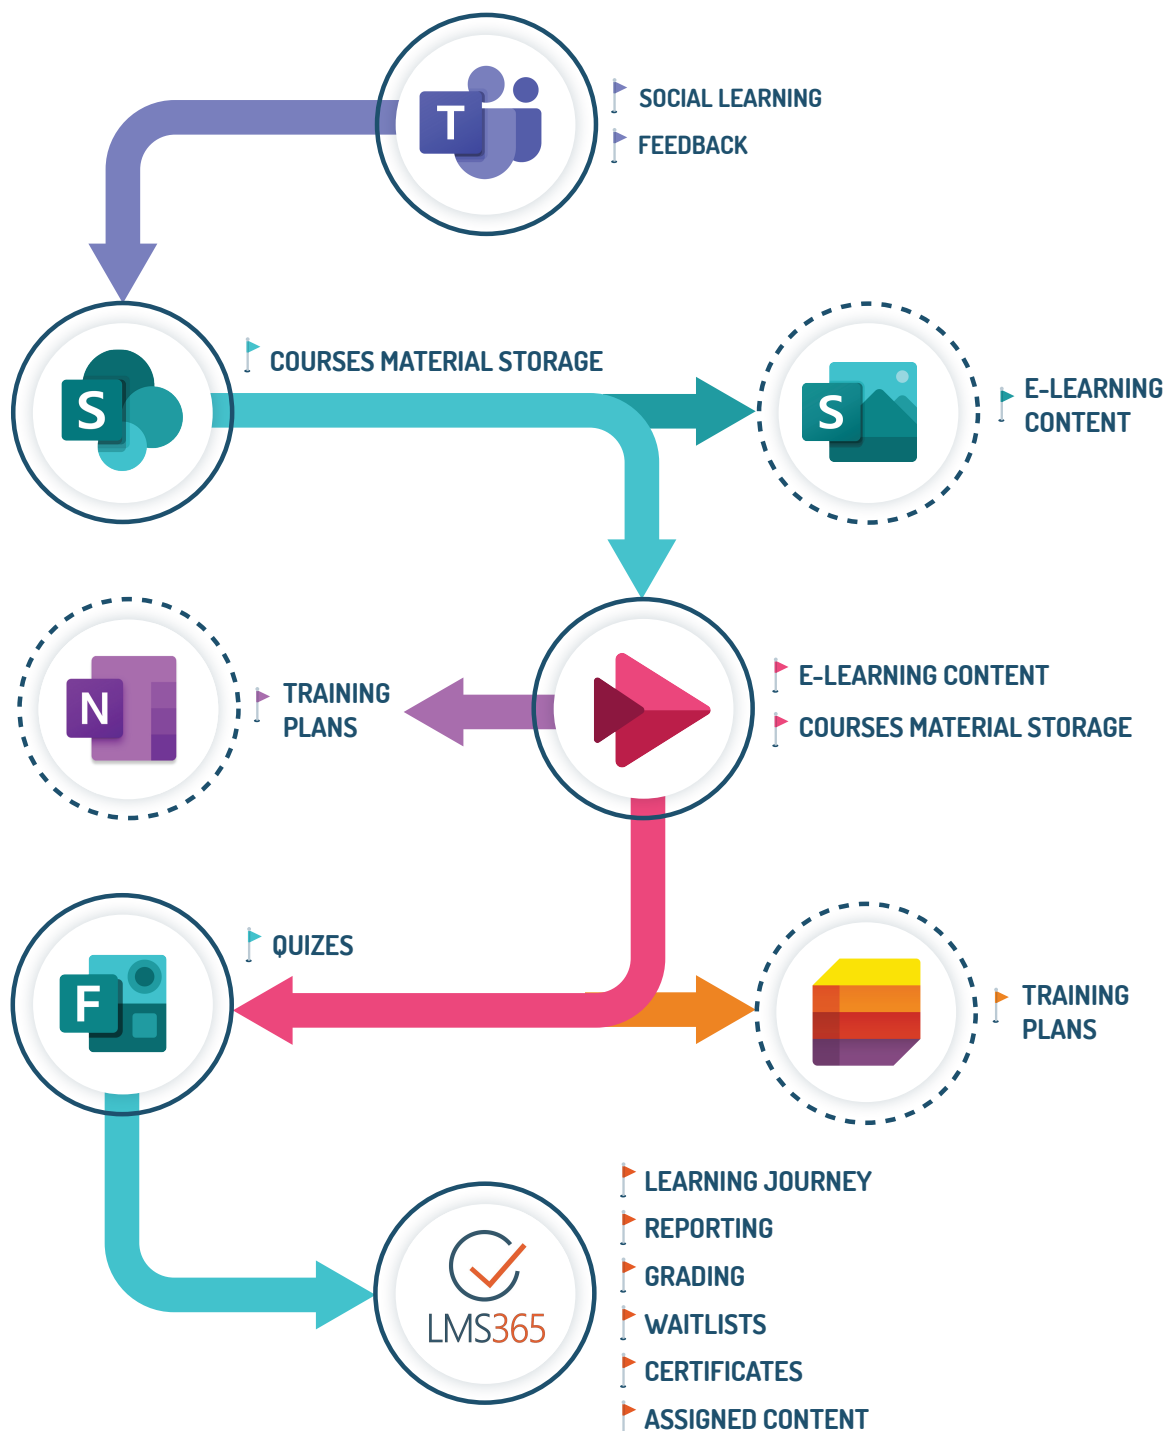 T
SOCIAL LEARNING
FEEDBACK
S
COURSES MATERIAL STORAGE
S
E-LEARNING
CONTENT
N
TRAINING
PLANS
E-LEARNING CONTENT
COURSES MATERIAL STORAGE
F
QUIZES
TRAINING
PLANS
LMS365
LEARNING JOURNEY
REPORTING
GRADING
WAITLISTS
CERTIFICATES
ASSIGNED CONTENT